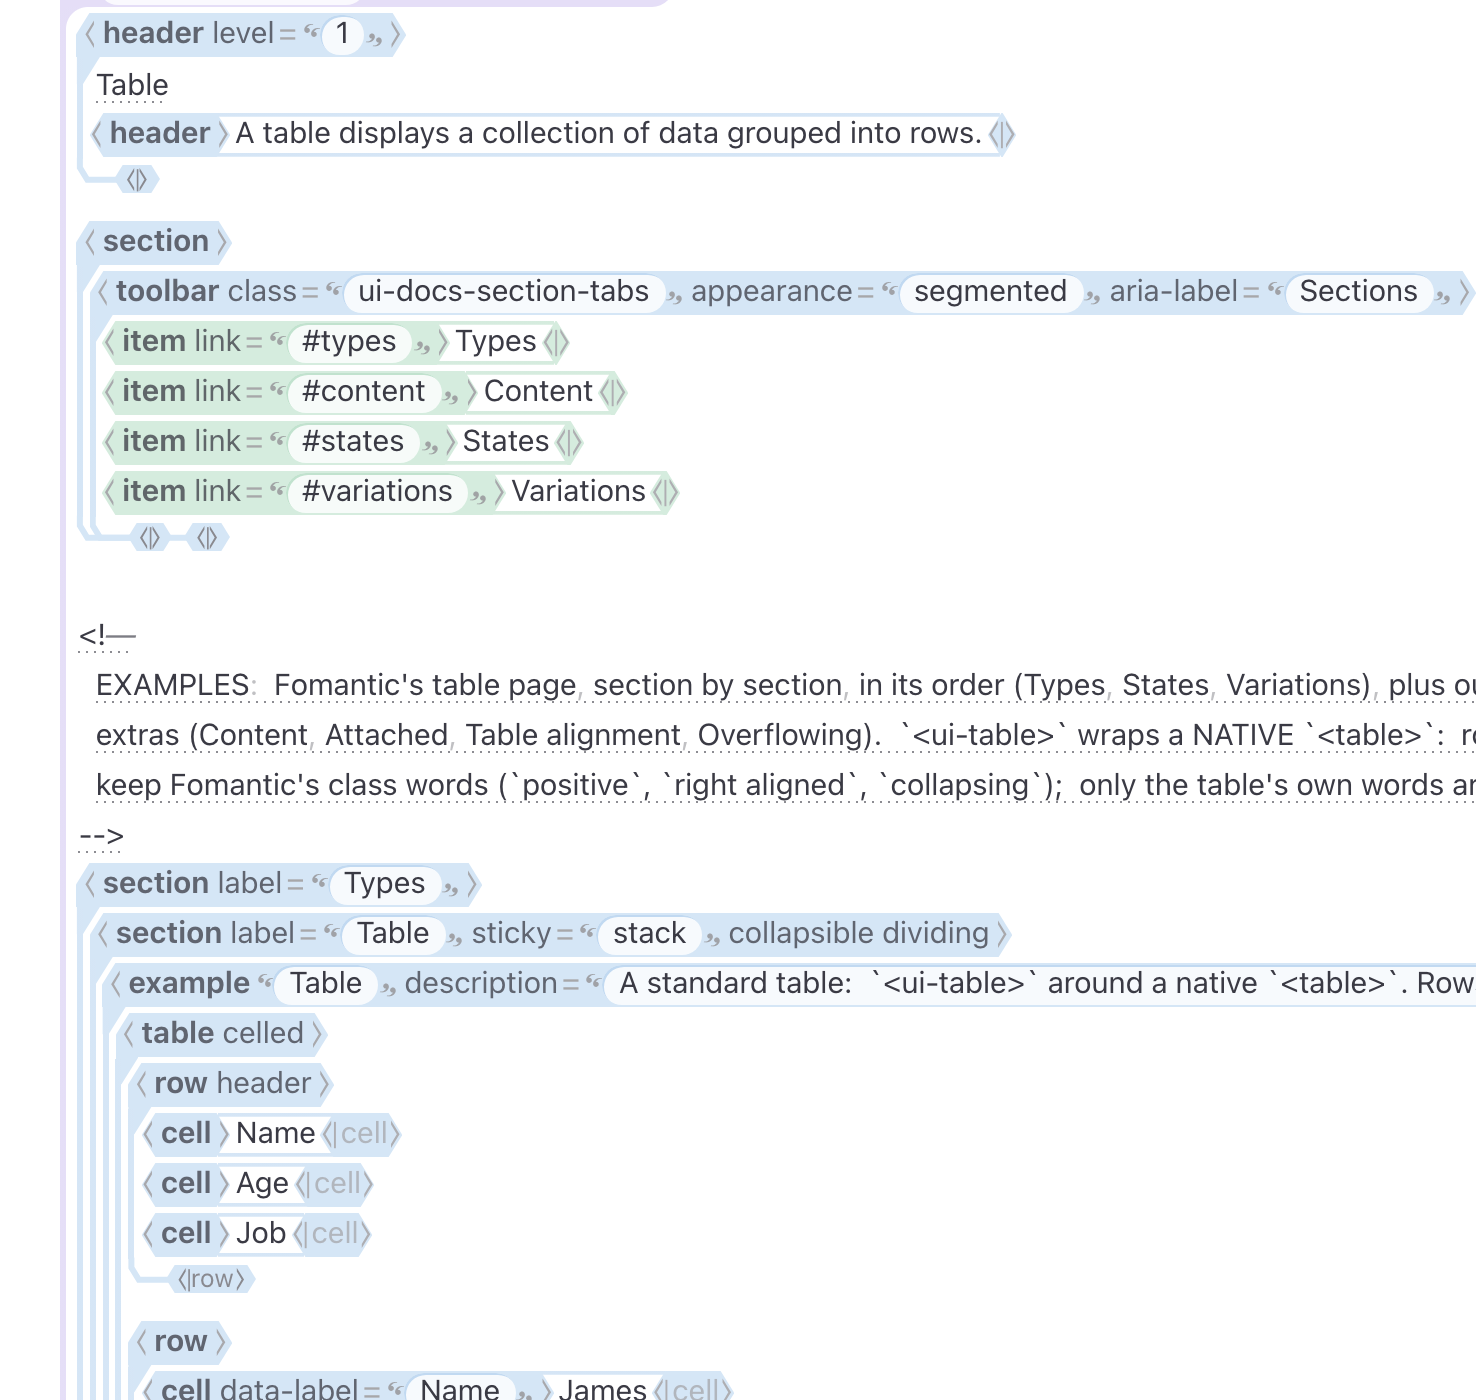 header level=“1„
Table
header A table displays a collection of data grouped into rows.
section
toolbar class=“ui-docs-section-tabs„ appearance=“segmented„ aria-label=“Sections„
item link=“#types„ Types
item link=“#content„ Content
item link=“#states„ States
item link=“#variations„ Variations
<!—
EXAMPLES: Fomantic's table page, section by section, in its order (Types, States, Variations), plus
extras (Content, Attached, Table alignment, Overflowing). `<ui-table>` wraps a NATIVE `<table>`:
keep Fomantic's class words (`positive`, `right aligned`, `collapsing`); only the table's own words
-->
section label=“Types„
section label=“Table„ sticky=“stack„ collapsible dividing
example “Table„ description=“A standard table: `<ui-table>` around a native `<table>`. Row
table celled
row header
cell Name cell
cell Age cell
cell Job cell
row
row
cell data-label=“Name„ James cell